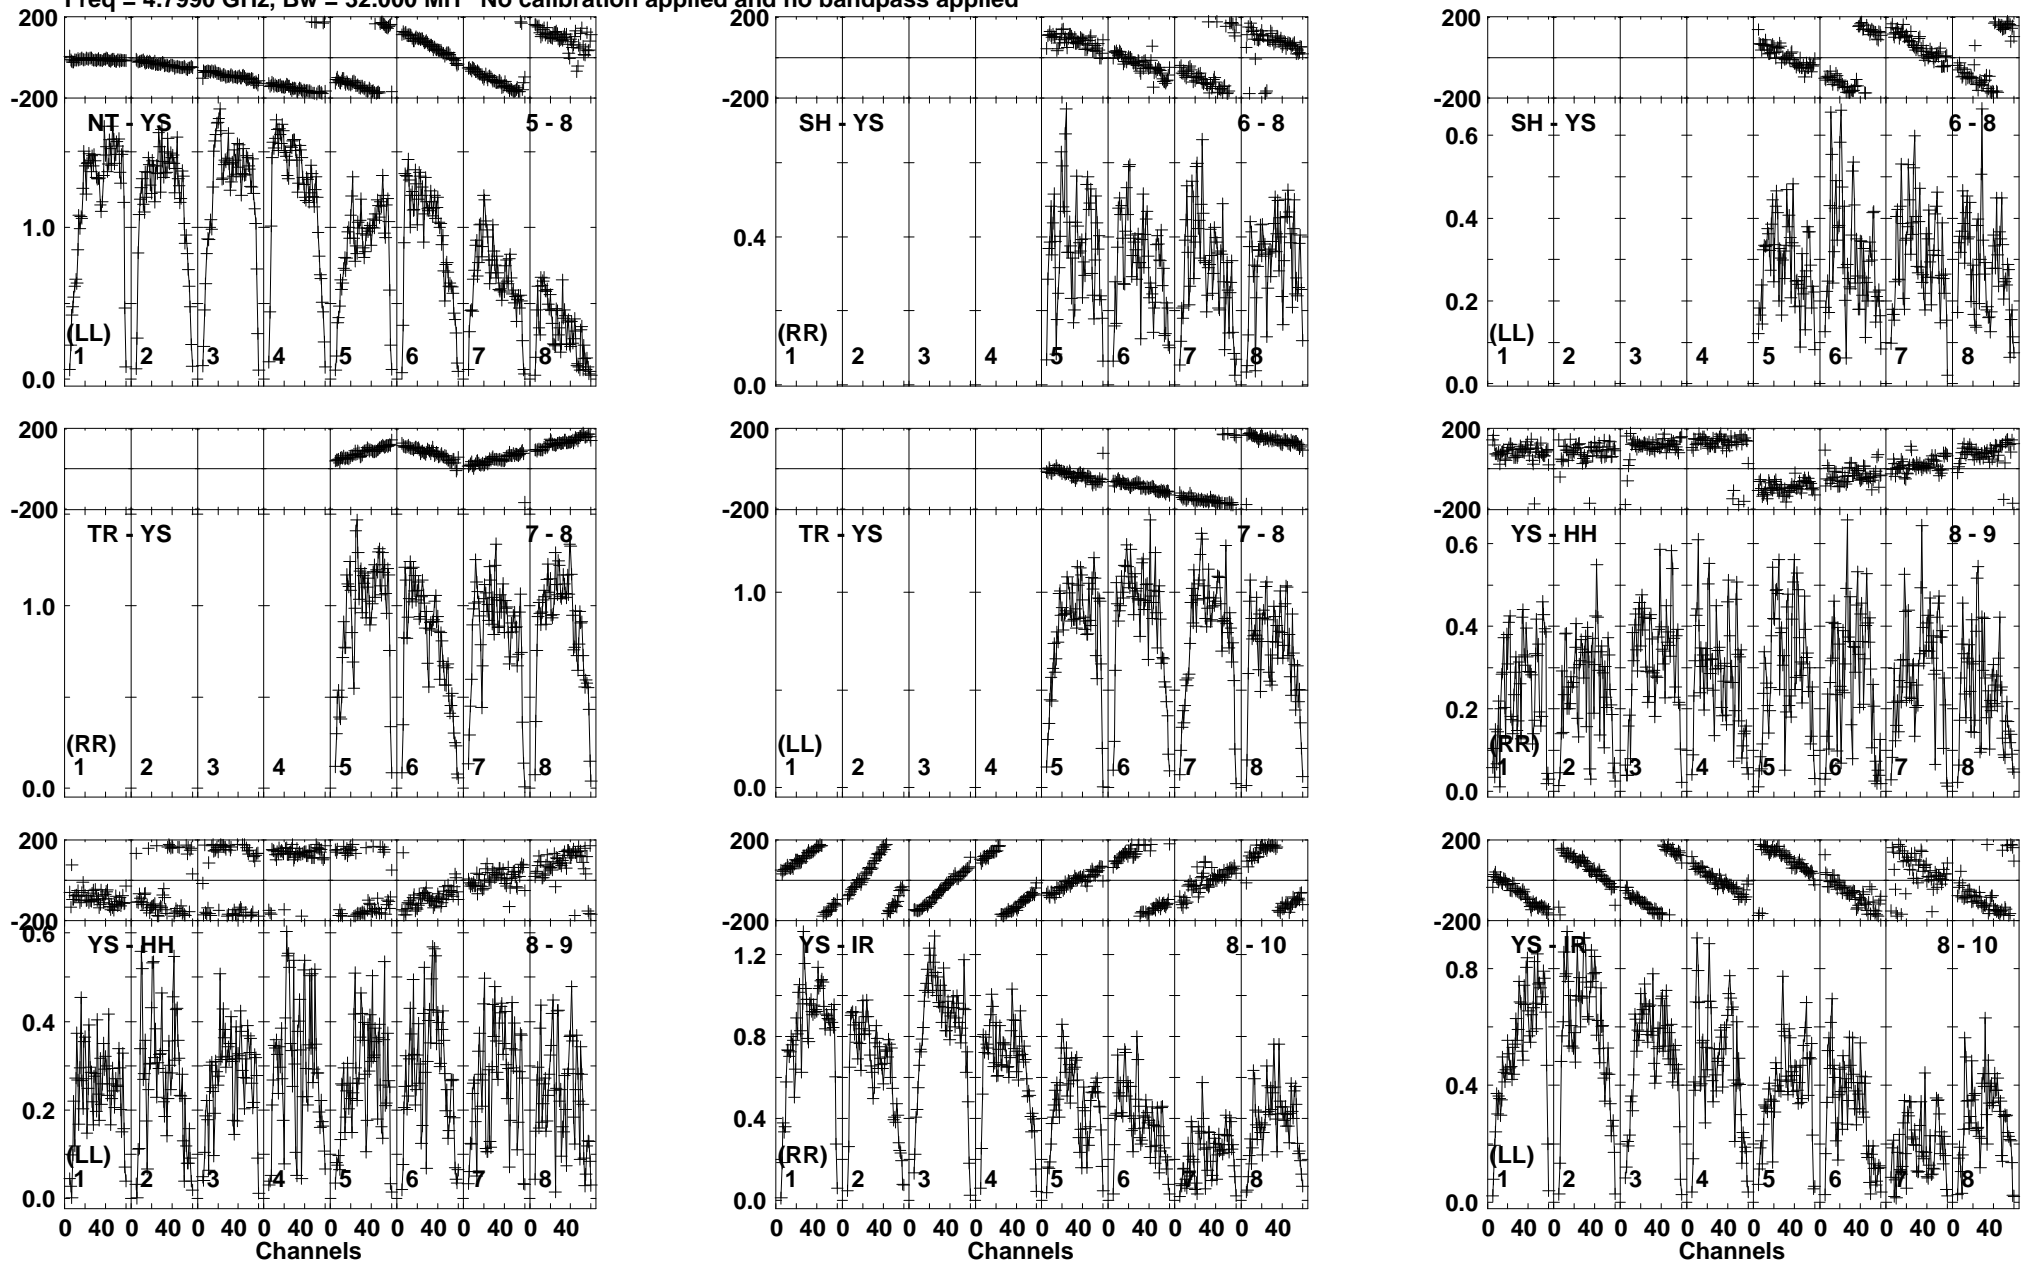 Freq = 4.7990 GHz, Bw = 32.000 MH No calibration applied and no bandpass applied
200 200 200
-200 -200 -200
NT - YS 5 - 8 SH - YS 6 - 8 SH - YS 6 - 8
0.6
1.0 0.4 0.4
0.2
(LL) (RR) (LL)
1 2 3 4 5 6 7 8 1 2 3 4 5 6 7 8 1 2 3 4 5 6 7 8
0.0 0.0 0.0
200 200 200
-200 -200 -200
TR - YS 7 - 8 TR - YS 7 - 8 YS - HH 8 - 9
0.6
1.0 1.0 0.4
0.2
(RR) (LL) (RR)
1 2 3 4 5 6 7 8 1 2 3 4 5 6 7 8 1 2 3 4 5 6 7 8
0.0 0.0 0.0
200 200 200
-200 -200 -200
0.6
YS - HH 8 - 9 YS - IR 8 - 10 YS - IR 8 - 10
1.2
0.4 0.8 0.8
0.2 0.4 0.4
(LL) (RR) (LL)
1 2 3 4 5 6 7 8 1 2 3 4 5 6 7 8 1 2 3 4 5 6 7 8
0.0 0.0 0.0
0 40 0 40 0 40 0 40 0 40 0 40 0 40 0 40 0 40 0 40 0 40 0 40 0 40 0 40 0 40 0 40 0 40 0 40 0 40 0 40 0 40 0 40 0 40 0 40
Channels Channels Channels